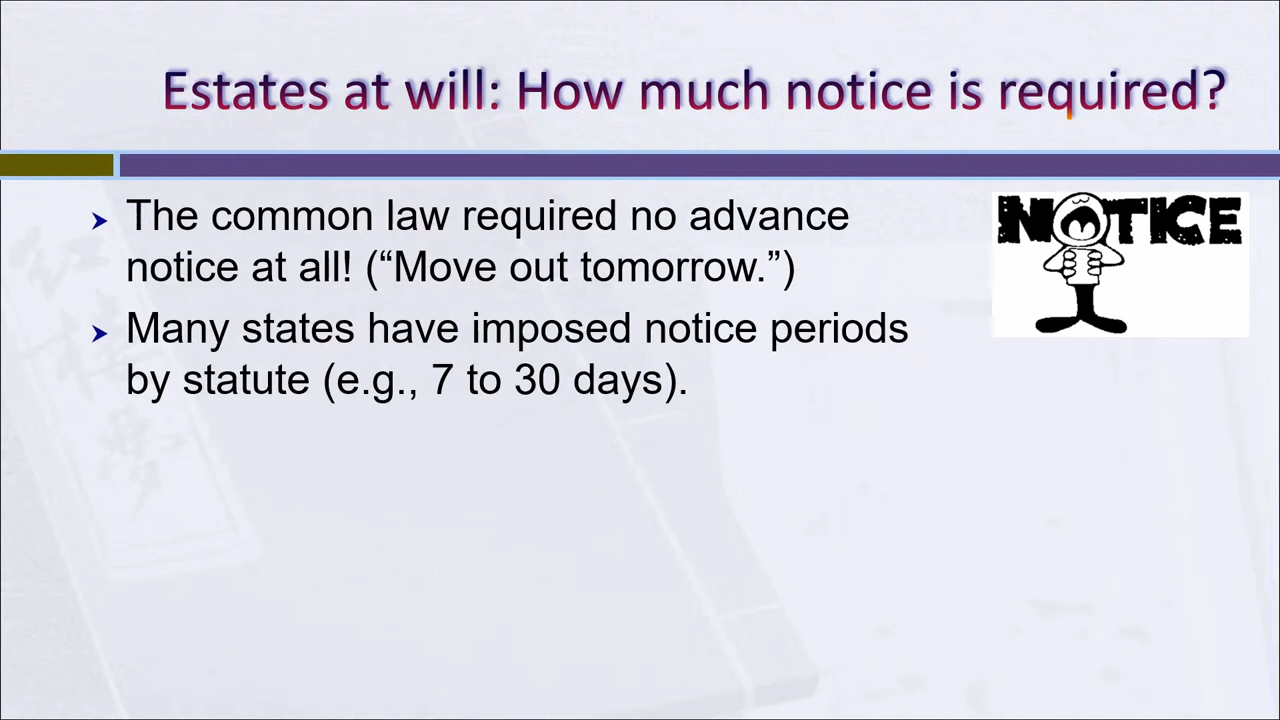 Estates at will: How much notice is required?
The common law required no advance
notice at all! (“Move out tomorrow.”)
NOTICE
Many states have imposed notice periods
by statute (e.g., 7 to 30 days).